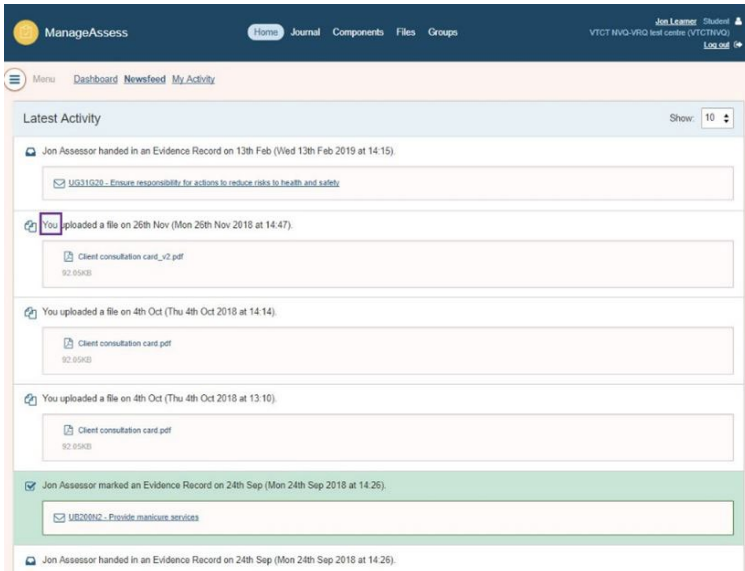 ManageAssess
Home Journal Components Files Groups
Jon Learner Student
VTCT NVQ-VRQ test centre (VTCTNVQ)
Log out
Menu Dashboard Newsfeed My Activity
Latest Activity
Show: 10
Jon Assessor handed in an Evidence Record on 13th Feb (Wed 13th Feb 2019 at 14:15).
UG31G20 - Ensure responsibility for actions to reduce risks to health and safety
You uploaded a file on 26th Nov (Mon 26th Nov 2018 at 14:47).
Client consultation card_v2.pdf
92.05KB
You uploaded a file on 4th Oct (Thu 4th Oct 2018 at 14:14).
Client consultation card.pdf
92.05KB
You uploaded a file on 4th Oct (Thu 4th Oct 2018 at 13:10).
Client consultation card.pdf
92.05KB
Jon Assessor marked an Evidence Record on 24th Sep (Mon 24th Sep 2018 at 14:26).
UB200N2 - Provide manicure services
Jon Assessor handed in an Evidence Record on 24th Sep (Mon 24th Sep 2018 at 14:26).